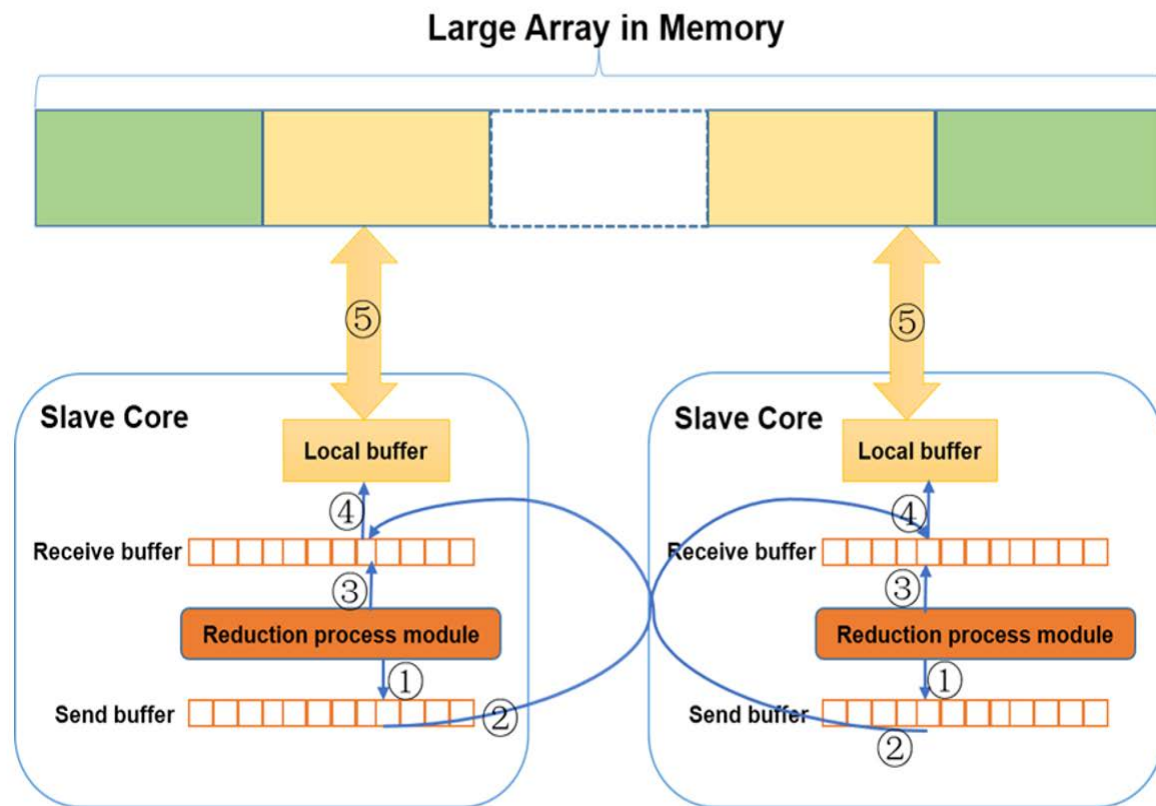 Large Array in Memory
⑤
⑤
Slave Core
Slave Core
Local buffer
Local buffer
④
④
Receive buffer
Receive buffer
③
③
Reduction process module
Reduction process module
①
①
Send buffer
②
Send buffer
②